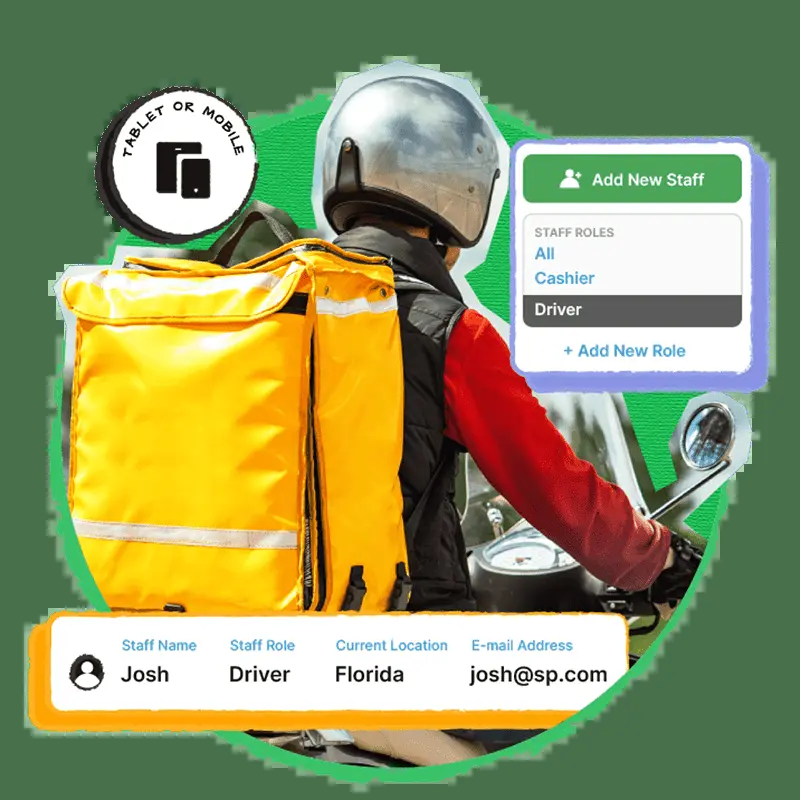 TABLET OR MOBILE
Add New Staff
STAFF ROLES
All
Cashier
Driver
+ Add New Role
Staff Name Staff Role Current Location E-mail Address
Josh Driver Florida josh@sp.com